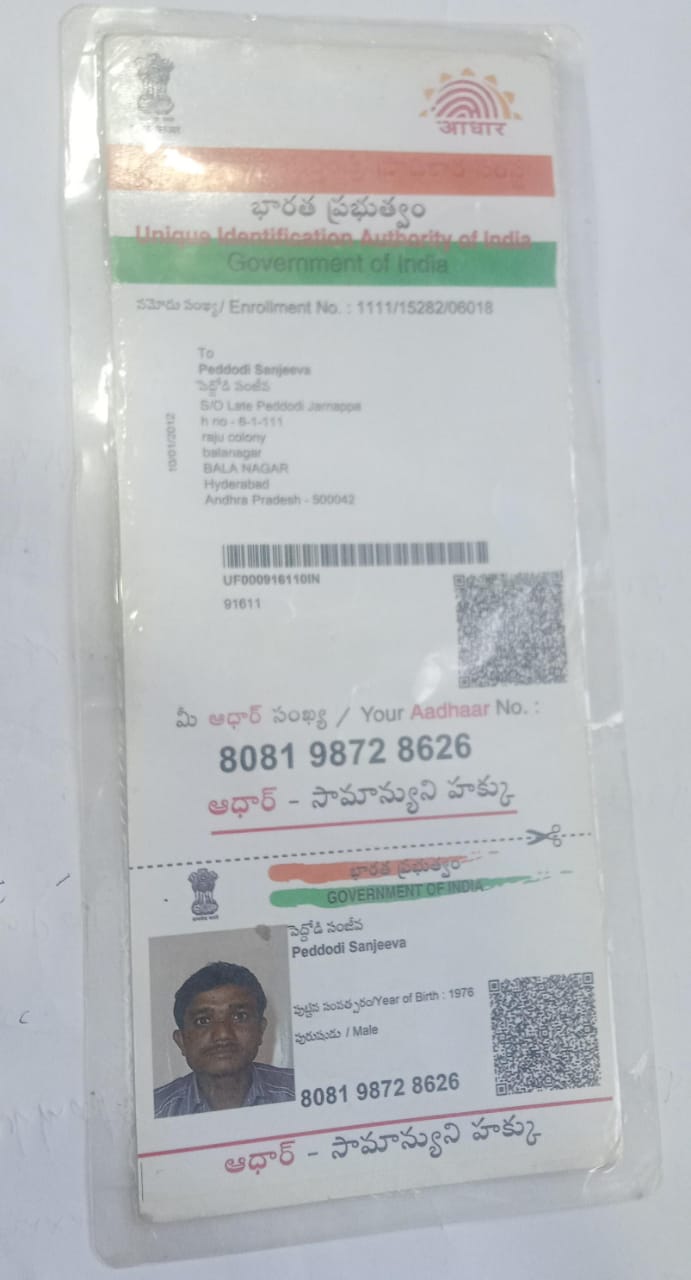 आधार
భారత ప్రభుత్వం
Unique Identification Authority of India
Government of India
నమోదు సంఖ్య/ Enrollment No. : 1111/15282/06018
To
Peddodi Sanjeeva
పెద్దోడి సంజీవ
S/O Late Peddodi Jarnappa
h no - 6-1-111
raju colony
balanagar
BALA NAGAR
Hyderabad
Andhra Pradesh - 500042
10/01/2012
UF000916110IN
91611
మీ ఆధార్ సంఖ్య / Your Aadhaar No. :
8081 9872 8626
ఆధార్ - సామాన్యుని హక్కు
భారత ప్రభుత్వం
GOVERNMENT OF INDIA
పెద్దోడి సంజీవ
Peddodi Sanjeeva
పుట్టిన సంవత్సరం/Year of Birth : 1976
పురుషుడు / Male
8081 9872 8626
ఆధార్ - సామాన్యుని హక్కు